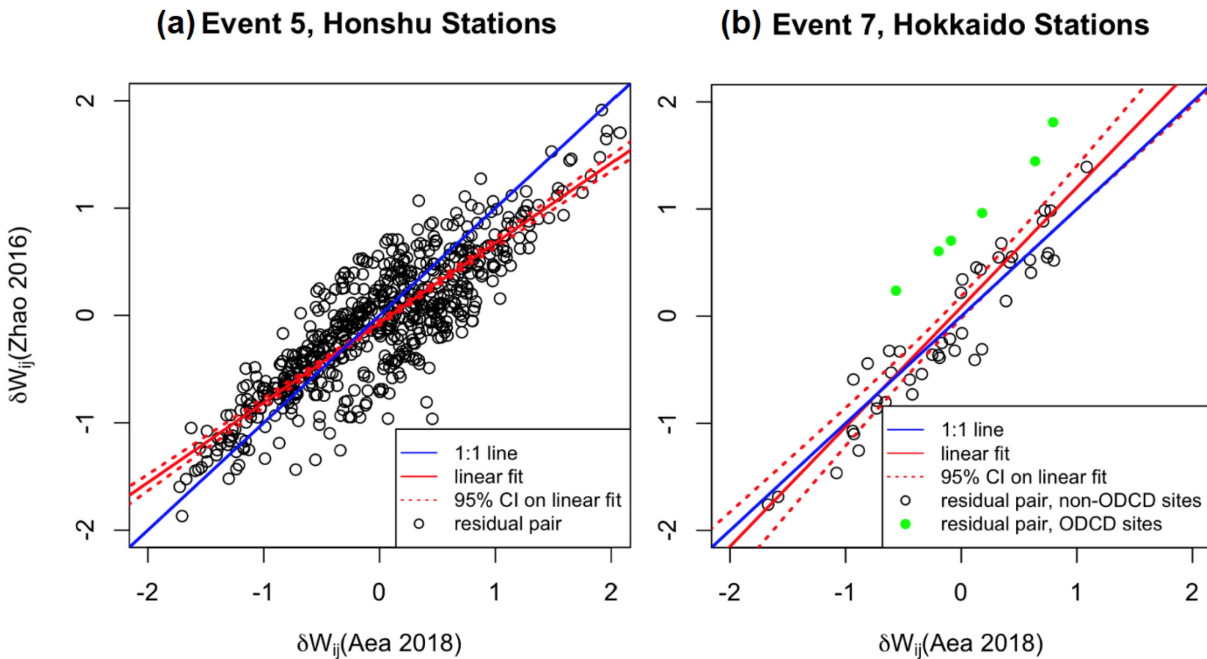 (a) Event 5, Honshu Stations
2
1
0
-1
-2
δWij(Zhao 2016)
1:1 line
linear fit
95% CI on linear fit
residual pair
-2 -1 0 1 2
δWij(Aea 2018)
(b) Event 7, Hokkaido Stations
2
1
0
-1
-2
1:1 line
linear fit
95% CI on linear fit
residual pair, non-ODCD sites
residual pair, ODCD sites
-2 -1 0 1 2
δWij(Aea 2018)